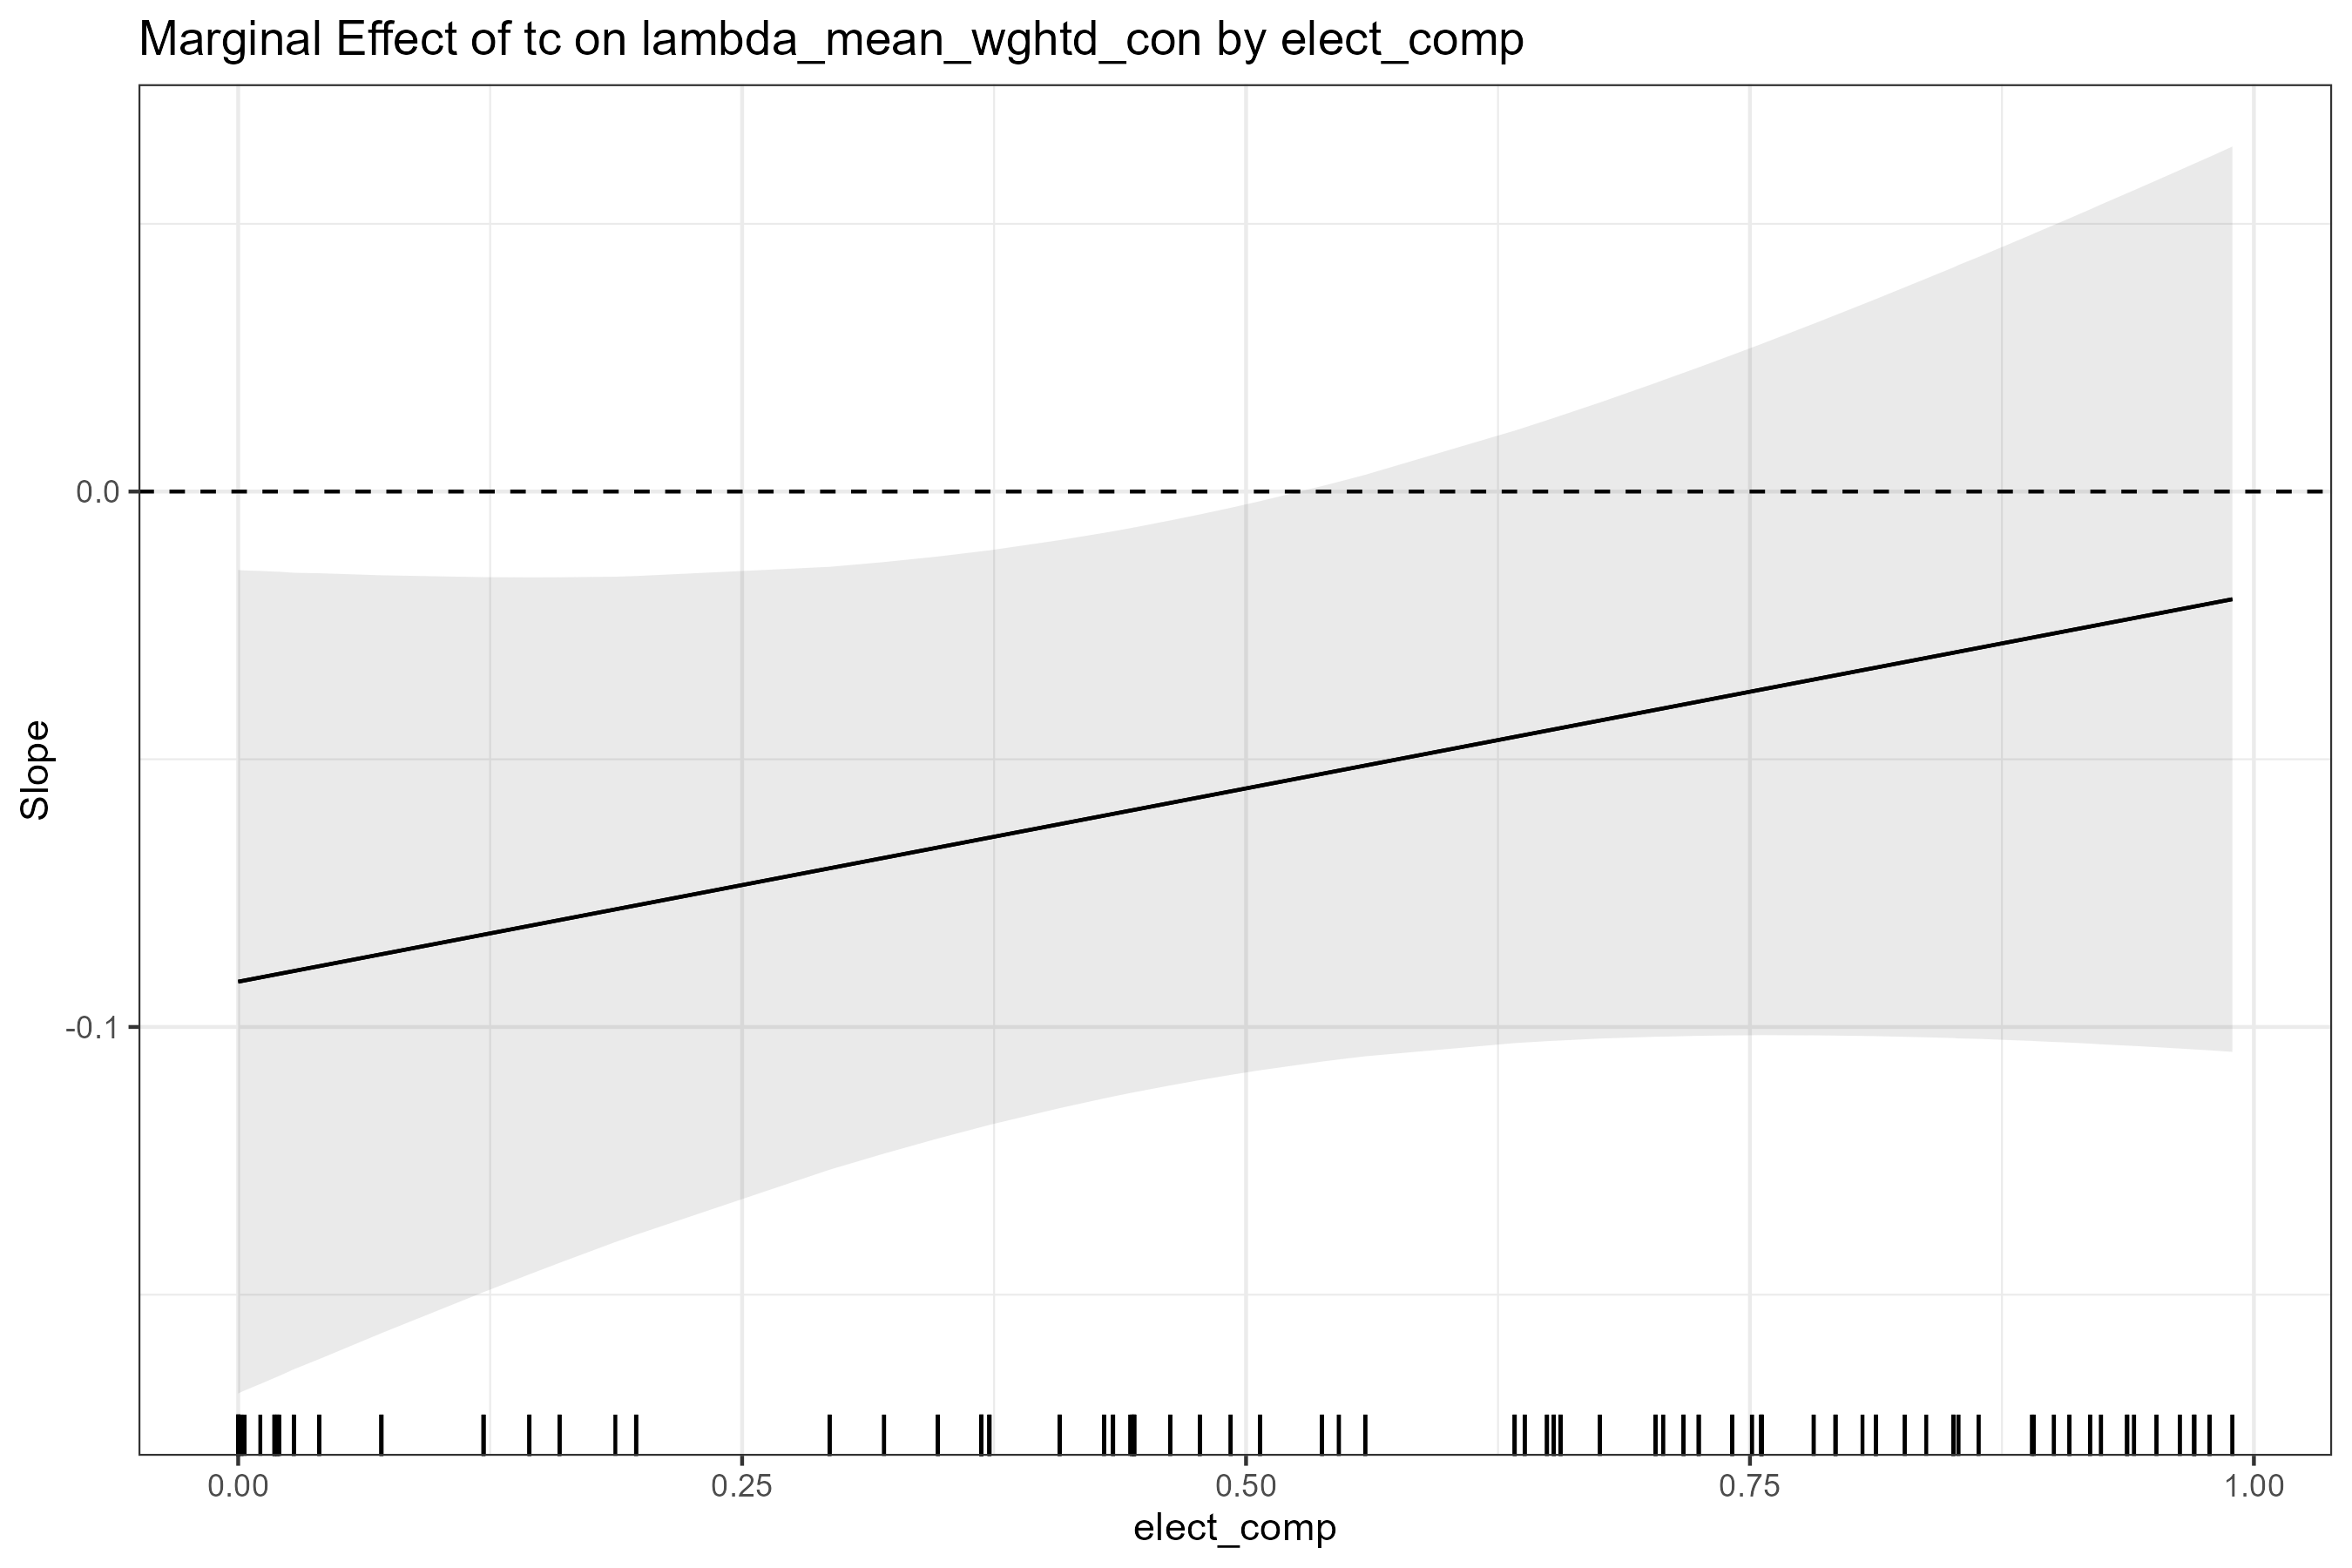 Marginal Effect of tc on lambda_mean_wghtd_con by elect_comp
Slope
0.0
-0.1
0.00 0.25 0.50 0.75 1.00
elect_comp